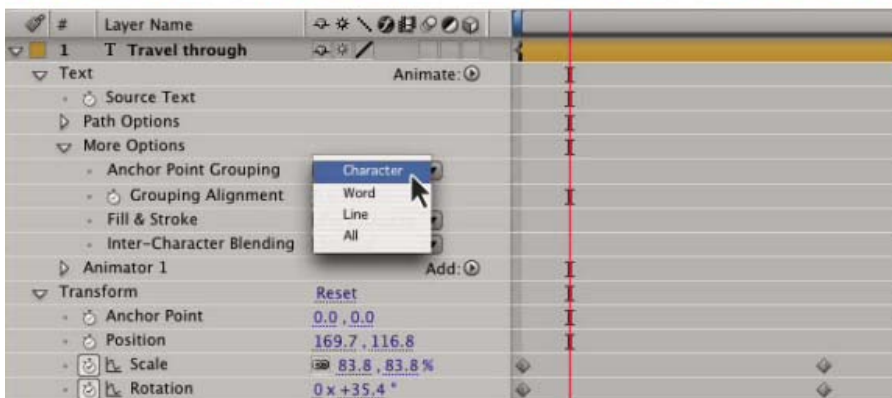 # Layer Name
1 T Travel through
Text Animate:
Source Text
Path Options
More Options
Anchor Point Grouping Character
Word
Grouping Alignment
Line
Fill & Stroke
All
Inter-Character Blending
Animator 1 Add:
Transform Reset
Anchor Point 0.0 , 0.0
Position 169.7 , 116.8
Scale 83.8 , 83.8 %
Rotation 0 x +35.4 °